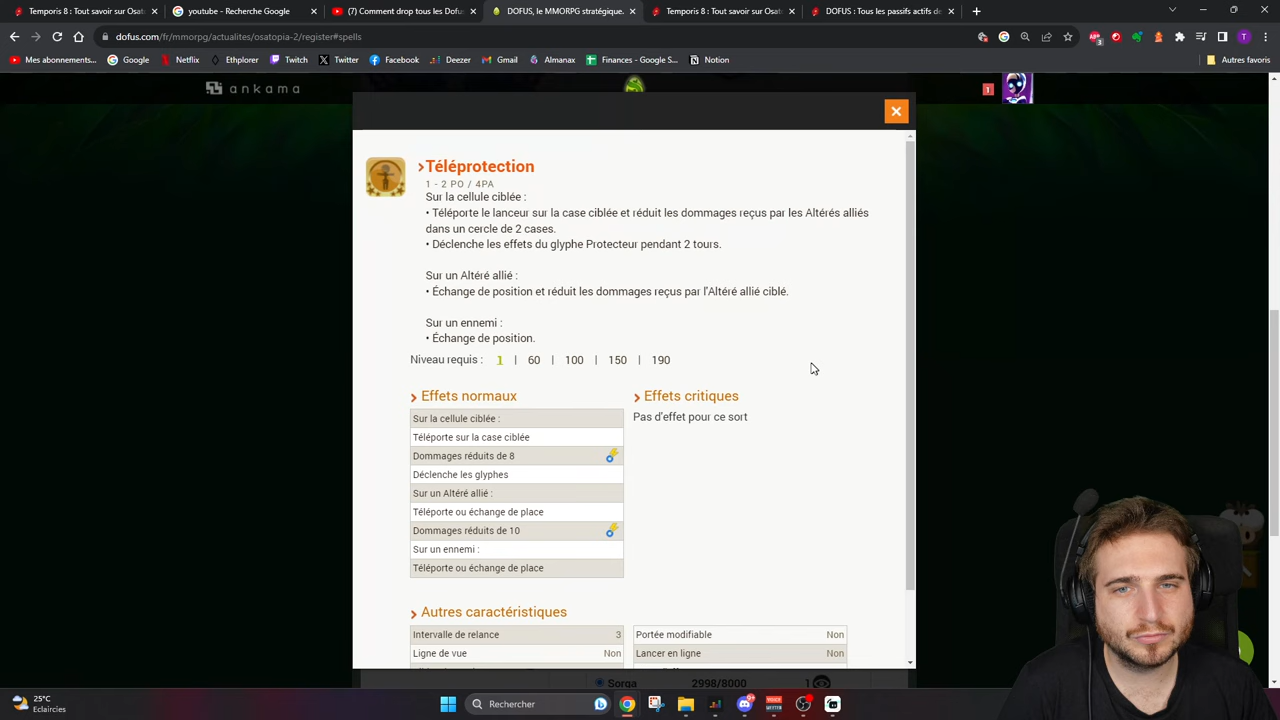 Temporis 8 : Tout savoir sur Osat
youtube - Recherche Google
(7) Comment drop tous les Dofus
DOFUS, le MMORPG stratégique.
Temporis 8 : Tout savoir sur Osat
DOFUS : Tous les passifs actifs de
dofus.com/fr/mmorpg/actualites/osatopia-2/register#spells
Mes abonnements... Google Netflix Ethplorer Twitch Twitter Facebook Deezer Gmail Almanax Finances - Google S... Notion Autres favoris
ankama
1
Téléprotection
1 - 2 PO / 4PA
Sur la cellule ciblée :
• Téléporte le lanceur sur la case ciblée et réduit les dommages reçus par les Altérés alliés
dans un cercle de 2 cases.
• Déclenche les effets du glyphe Protecteur pendant 2 tours.
Sur un Altéré allié :
• Échange de position et réduit les dommages reçus par l'Altéré allié ciblé.
Sur un ennemi :
• Échange de position.
Niveau requis : 1 | 60 | 100 | 150 | 190
Effets normaux
Sur la cellule ciblée :
Téléporte sur la case ciblée
Dommages réduits de 8
Déclenche les glyphes
Sur un Altéré allié :
Téléporte ou échange de place
Dommages réduits de 10
Sur un ennemi :
Téléporte ou échange de place
Effets critiques
Pas d'effet pour ce sort
Autres caractéristiques
Intervalle de relance 3
Ligne de vue Non
Portée modifiable Non
Lancer en ligne Non
Sorga 2998/8000 1
25°C
Eclaircies
Rechercher